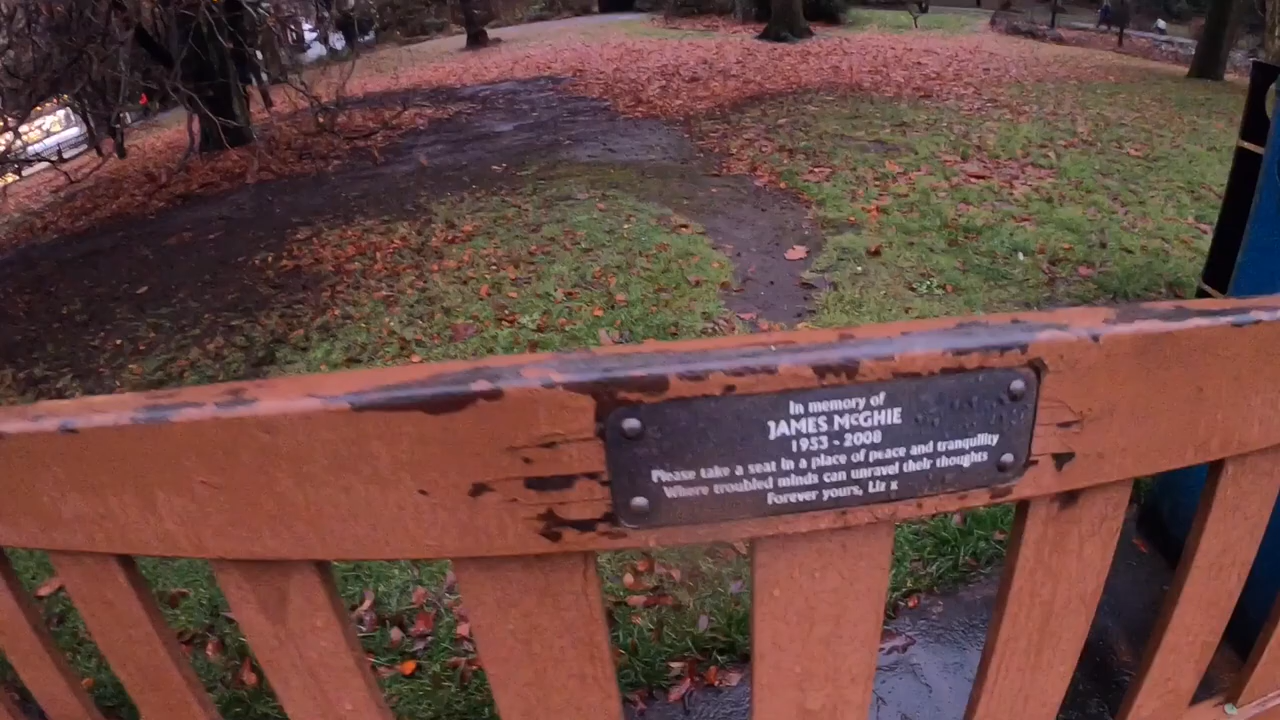 In memory of
JAMES McGHIE
1953 - 2008
Please take a seat in a place of peace and tranquility
Where troubled minds can unravel their thoughts
Forever yours, Liz x